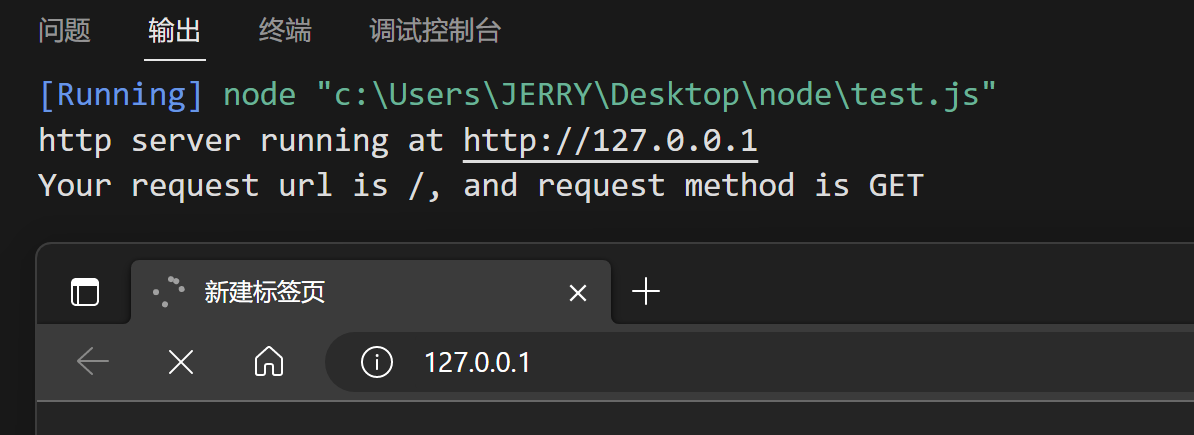 问题 输出 终端 调试控制台
[Running] node "c:\Users\JERRY\Desktop\node\test.js"
http server running at http://127.0.0.1
Your request url is /, and request method is GET
新建标签页
127.0.0.1